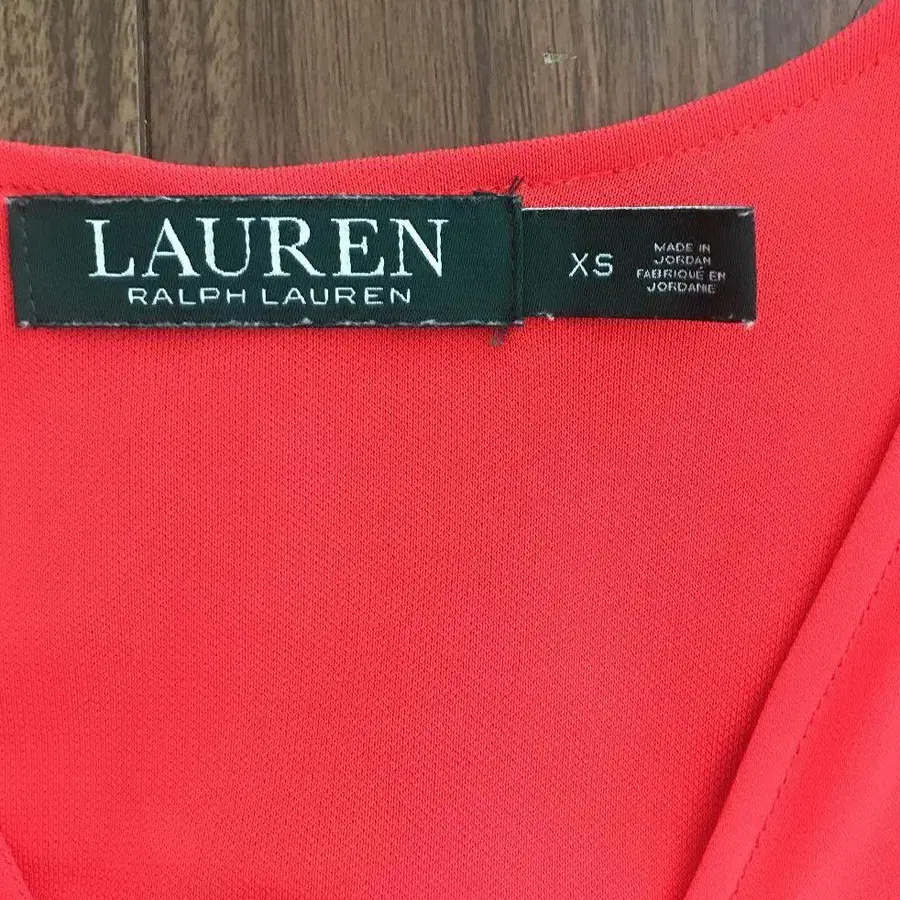 LAUREN
RALPH LAUREN
XS
MADE IN
JORDAN
FABRIQUÉ EN
JORDANIE